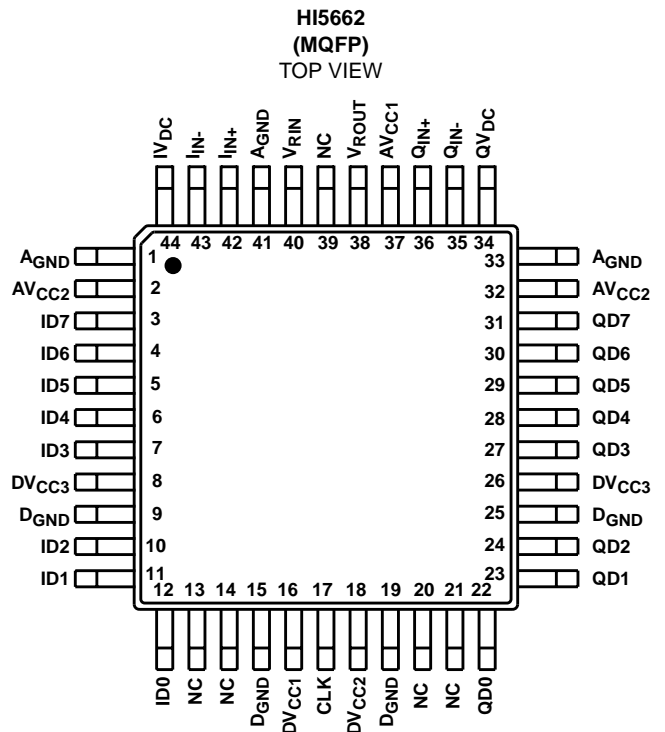 HI5662
(MQFP)
TOP VIEW
IVDC
IIN-
IIN+
AGND
VRIN
NC
VROUT
AVCC1
QIN+
QIN-
QVDC
44 43 42 41 40 39 38 37 36 35 34
AGND 1 33 AGND
AVCC2 2 32 AVCC2
ID7 3 31 QD7
ID6 4 30 QD6
ID5 5 29 QD5
ID4 6 28 QD4
ID3 7 27 QD3
DVCC3 8 26 DVCC3
DGND 9 25 DGND
ID2 10 24 QD2
ID1 11 23 QD1
12 13 14 15 16 17 18 19 20 21 22
ID0
NC
NC
DGND
DVCC1
CLK
DVCC2
DGND
NC
NC
QD0